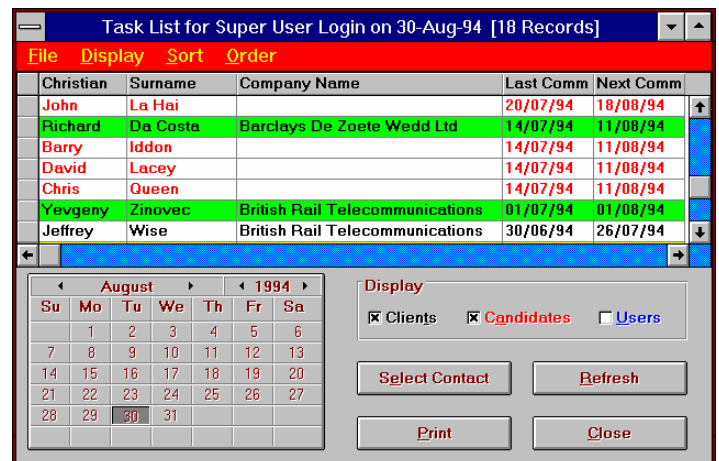 Task List for Super User Login on 30-Aug-94 [18 Records]
File Display Sort Order
Christian Surname Company Name Last Comm Next Comm
John La Hai 20/07/94 18/08/94
Richard Da Costa Barclays De Zoete Wedd Ltd 14/07/94 11/08/94
Barry Iddon 14/07/94 11/08/94
David Lacey 14/07/94 11/08/94
Chris Queen 14/07/94 11/08/94
Yevgeny Zinovec British Rail Telecommunications 01/07/94 01/08/94
Jeffrey Wise British Rail Telecommunications 30/06/94 26/07/94
August 1994
Su Mo Tu We Th Fr Sa
1 2 3 4 5 6
7 8 9 10 11 12 13
14 15 16 17 18 19 20
21 22 23 24 25 26 27
28 29 30 31
Display
Clients Candidates Users
Select Contact Refresh
Print Close